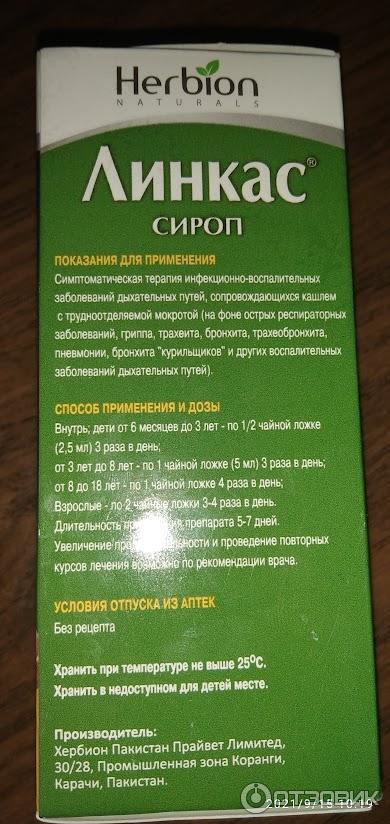 Herbion
NATURALS
Линкас®
СИРОП
ПОКАЗАНИЯ ДЛЯ ПРИМЕНЕНИЯ
Симптоматическая терапия инфекционно-воспалительных
заболеваний дыхательных путей, сопровождающихся кашлем
с трудноотделяемой мокротой (на фоне острых респираторных
заболеваний, гриппа, трахеита, бронхита, трахеобронхита,
пневмонии, бронхита "курильщиков" и других воспалительных
заболеваний дыхательных путей).
СПОСОБ ПРИМЕНЕНИЯ И ДОЗЫ
Внутрь; дети от 6 месяцев до 3 лет - по 1/2 чайной ложке
(2,5 мл) 3 раза в день;
от 3 лет до 8 лет - по 1 чайной ложке (5 мл) 3 раза в день;
от 8 до 18 лет - по 1 чайной ложке 4 раза в день;
Взрослые - по 2 чайные ложки 3-4 раза в день.
Длительность применения препарата 5-7 дней.
Увеличение продолжительности и проведение повторных
курсов лечения возможно по рекомендации врача.
УСЛОВИЯ ОТПУСКА ИЗ АПТЕК
Без рецепта
Хранить при температуре не выше 25°С.
Хранить в недоступном для детей месте.
Производитель:
Хербион Пакистан Прайвет Лимитед,
30/28, Промышленная зона Коранги,
Карачи, Пакистан.
ОТЗОВИК
2021/9/15 10:19